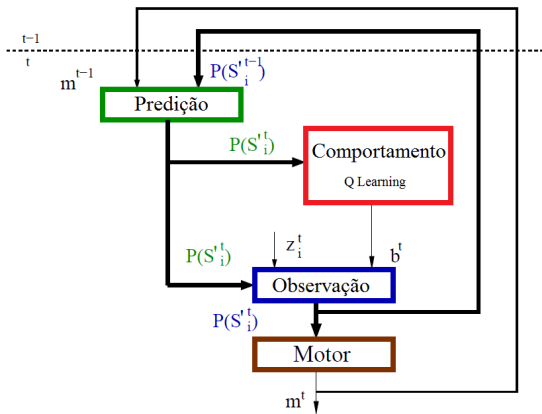 t−1
t
m^t−1
P(S'_i^t−1)
Predição
P(S'_i^t)
Comportamento
Q Learning
P(S'_i^t)
z_i^t
b^t
Observação
P(S'_i^t)
Motor
m^t